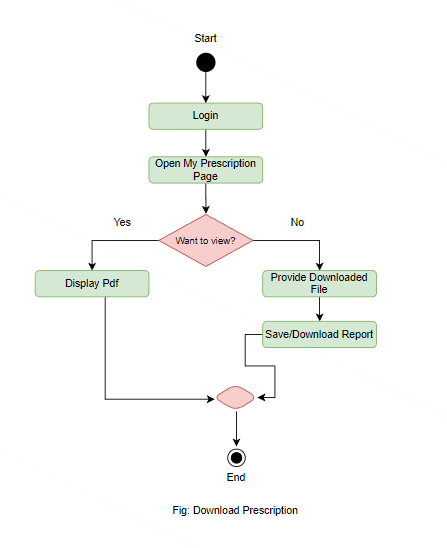 Start
Login
Open My Prescription
Page
Want to view?
Yes
No
Display Pdf
Provide Downloaded
File
Save/Download Report
End
Fig: Download Prescription